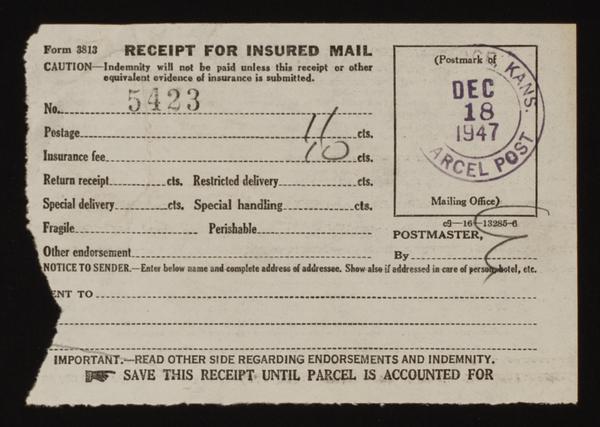 Form 3813 RECEIPT FOR INSURED MAIL
CAUTION—Indemnity will not be paid unless this receipt or other
equivalent evidence of insurance is submitted.
No. 5423
Postage 11 cts.
Insurance fee 10 cts.
Return receipt cts. Restricted delivery cts.
Special delivery cts. Special handling cts.
Fragile Perishable
Other endorsement
(Postmark of
KANS.
DEC
18
1947
ARCEL POST
Mailing Office)
c9—16—13285-6
POSTMASTER,
By
NOTICE TO SENDER.—Enter below name and complete address of addressee. Show also if addressed in care of person, hotel, etc.
ENT TO
IMPORTANT.—READ OTHER SIDE REGARDING ENDORSEMENTS AND INDEMNITY.
SAVE THIS RECEIPT UNTIL PARCEL IS ACCOUNTED FOR